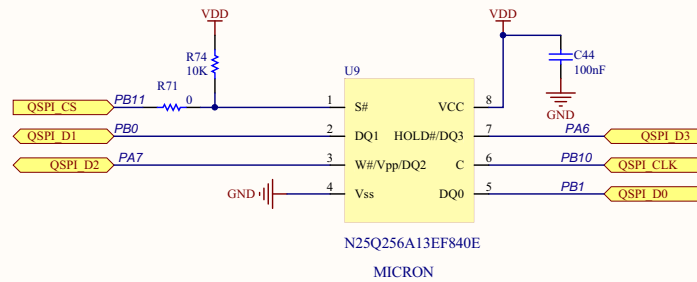 VDD
VDD
R74
10K
C44
100nF
GND
U9
R71
0
QSPI_CS
PB11
1
S#
VCC
8
QSPI_D1
PB0
2
DQ1
HOLD#/DQ3
7
PA6
QSPI_D3
QSPI_D2
PA7
3
W#/Vpp/DQ2
C
6
PB10
QSPI_CLK
GND
4
Vss
DQ0
5
PB1
QSPI_D0
N25Q256A13EF840E
MICRON